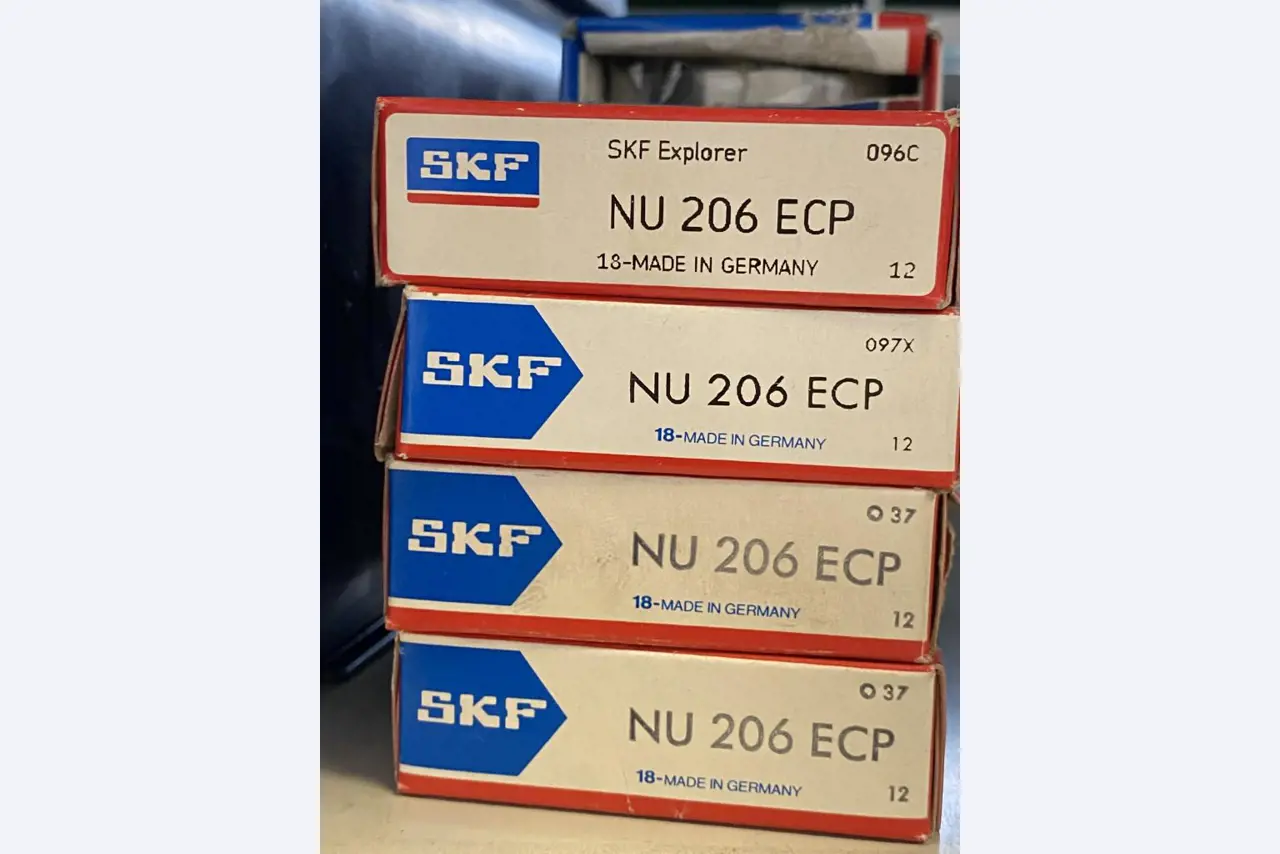 SKF
SKF Explorer 096C
NU 206 ECP
18-MADE IN GERMANY 12
SKF
097X
NU 206 ECP
18-MADE IN GERMANY 12
SKF
O 37
NU 206 ECP
18-MADE IN GERMANY 12
SKF
O 37
NU 206 ECP
18-MADE IN GERMANY 12